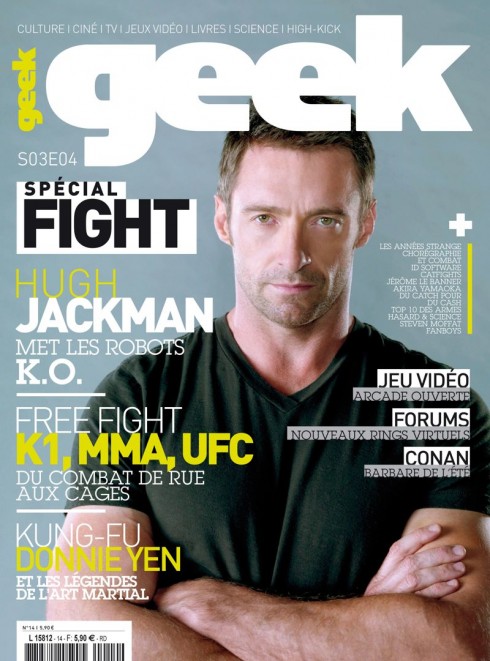 CULTURE | CINÉ | TV | JEUX VIDÉO | LIVRES | SCIENCE | HIGH-KICK
geek
geek
S03E04
SPÉCIAL
FIGHT
HUGH
JACKMAN
MET LES ROBOTS
K.O.
FREE FIGHT
K1, MMA, UFC
DU COMBAT DE RUE
AUX CAGES
KUNG-FU
DONNIE YEN
ET LES LÉGENDES
DE L'ART MARTIAL
+
LES ANNÉES STRANGE
CHORÉGRAPHIE
ET COMBAT
ID SOFTWARE
CATFIGHTS
JÉRÔME LE BANNER
AKIRA YAMAOKA
DU CATCH POUR
DU CASH
TOP 10 DES ARMES
HASARD & SCIENCE
STEVEN MOFFAT
FANBOYS
JEU VIDÉO
ARCADE OUVERTE
FORUMS
NOUVEAUX RINGS VIRTUELS
CONAN
BARBARE DE L'ÉTÉ
N°14 | 5,90€
L 15812 - 14 - F: 5,90 € - RD